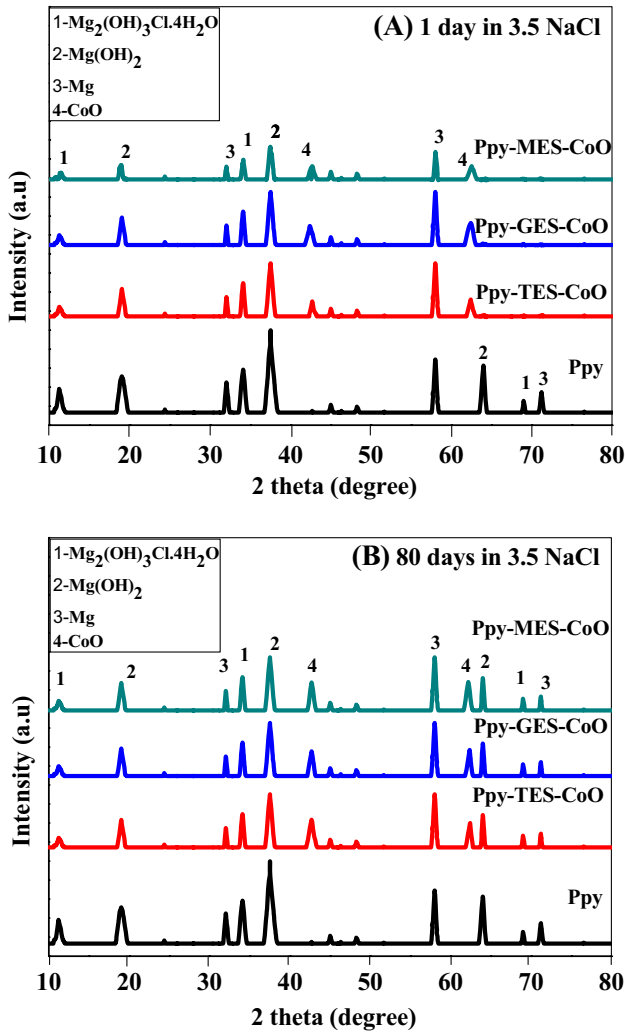 1-Mg2(OH)3Cl.4H2O
(A) 1 day in 3.5 NaCl
2-Mg(OH)2
3-Mg
4-CoO
1 2 3 1 2 4 3 4
Ppy-MES-CoO
Ppy-GES-CoO
Ppy-TES-CoO
Ppy
2 1 3
Intensity (a.u)
10 20 30 40 50 60 70 80
2 theta (degree)
1-Mg2(OH)3Cl.4H2O
(B) 80 days in 3.5 NaCl
2-Mg(OH)2
3-Mg
4-CoO
Ppy-MES-CoO
1 2 3 1 2 4 3 4 2 1 3
Ppy-GES-CoO
Ppy-TES-CoO
Ppy
Intensity (a.u)
10 20 30 40 50 60 70 80
2 theta (degree)